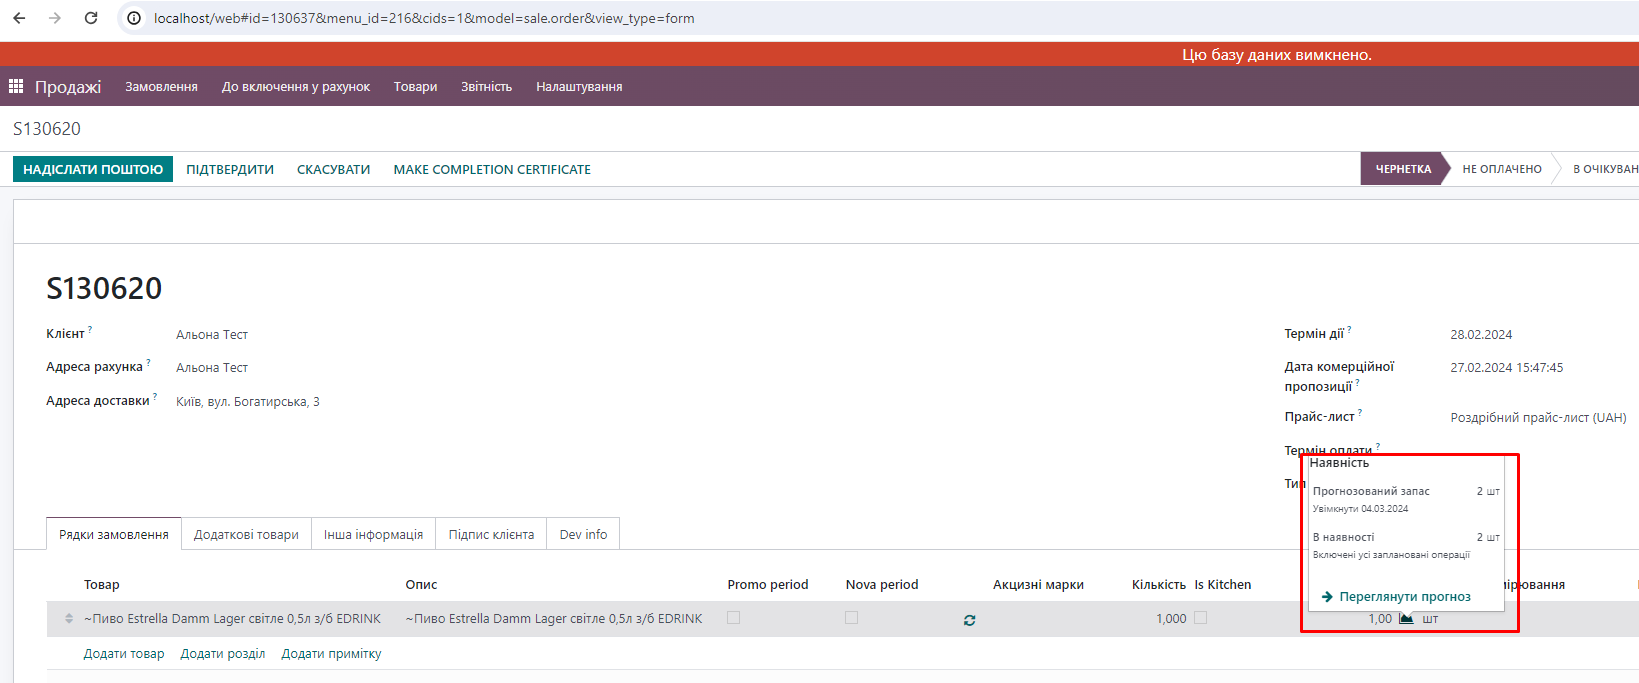 localhost/web#id=130637&menu_id=216&cids=1&model=sale.order&view_type=form
Цю базу даних вимкнено.
Продажі Замовлення До включення у рахунок Товари Звітність Налаштування
S130620
НАДІСЛАТИ ПОШТОЮ ПІДТВЕРДИТИ СКАСУВАТИ MAKE COMPLETION CERTIFICATE ЧЕРНЕТКА НЕ ОПЛАЧЕНО В ОЧІКУВАН
S130620
Клієнт ? Альона Тест
Адреса рахунка ? Альона Тест
Адреса доставки ? Київ, вул. Богатирська, 3
Термін дії ? 28.02.2024
Дата комерційної пропозиції ? 27.02.2024 15:47:45
Прайс-лист ? Роздрібний прайс-лист (UAH)
Термін оплати ?
Тип
Наявність
Прогнозований запас 2 шт
Увімкнути 04.03.2024
В наявності 2 шт
Включені усі заплановані операції
Переглянути прогноз
Рядки замовлення Додаткові товари Інша інформація Підпис клієнта Dev info
Товар Опис Promo period Nova period Акцизні марки Кількість Is Kitchen мірювання
~Пиво Estrella Damm Lager світле 0,5л з/б EDRINK ~Пиво Estrella Damm Lager світле 0,5л з/б EDRINK 1,000 1,00 шт
Додати товар Додати розділ Додати примітку